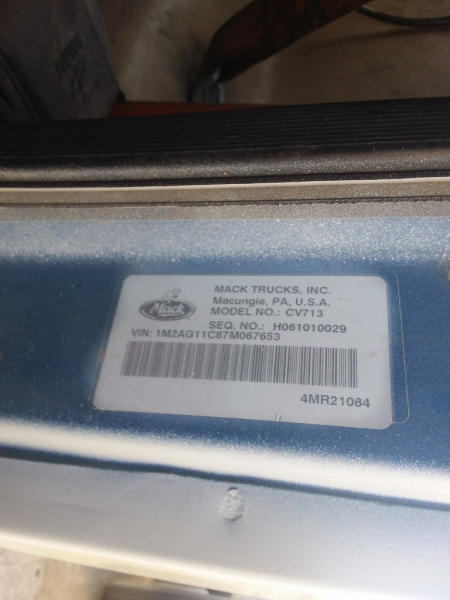 MACK TRUCKS, INC.
Macungie, PA, U.S.A.
MODEL NO.: CV713
Mack
SEQ. NO.: H061010029
VIN: 1M2AG11C87M067653
4MR21084